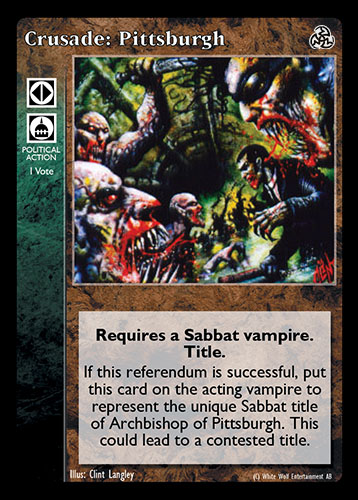 Crusade: Pittsburgh
POLITICAL
ACTION
1 Vote
Requires a Sabbat vampire.
Title.
If this referendum is successful, put
this card on the acting vampire to
represent the unique Sabbat title
of Archbishop of Pittsburgh. This
could lead to a contested title.
Illus: Clint Langley
(C) White Wolf Entertainment AB